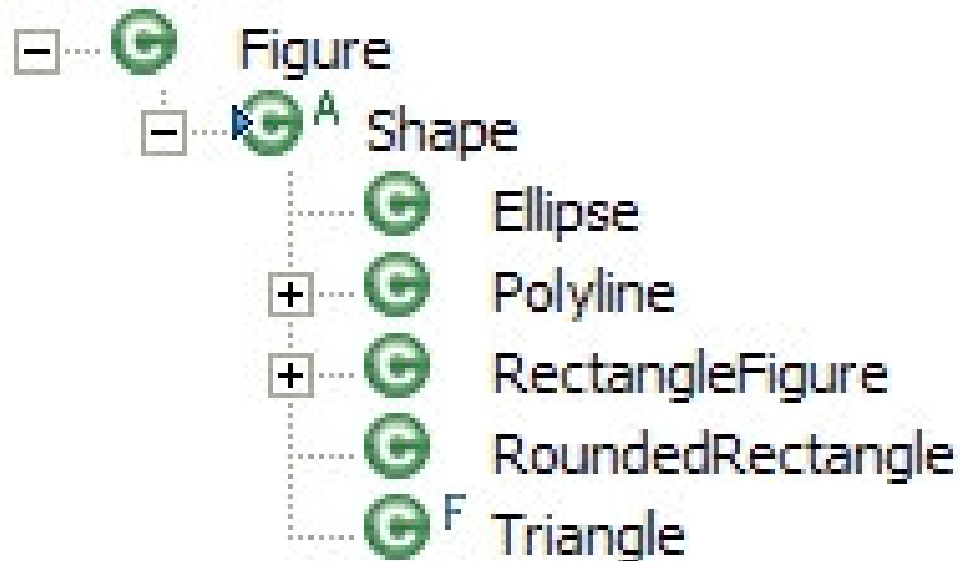 C Figure
C A Shape
C Ellipse
C Polyline
C RectangleFigure
C RoundedRectangle
C F Triangle